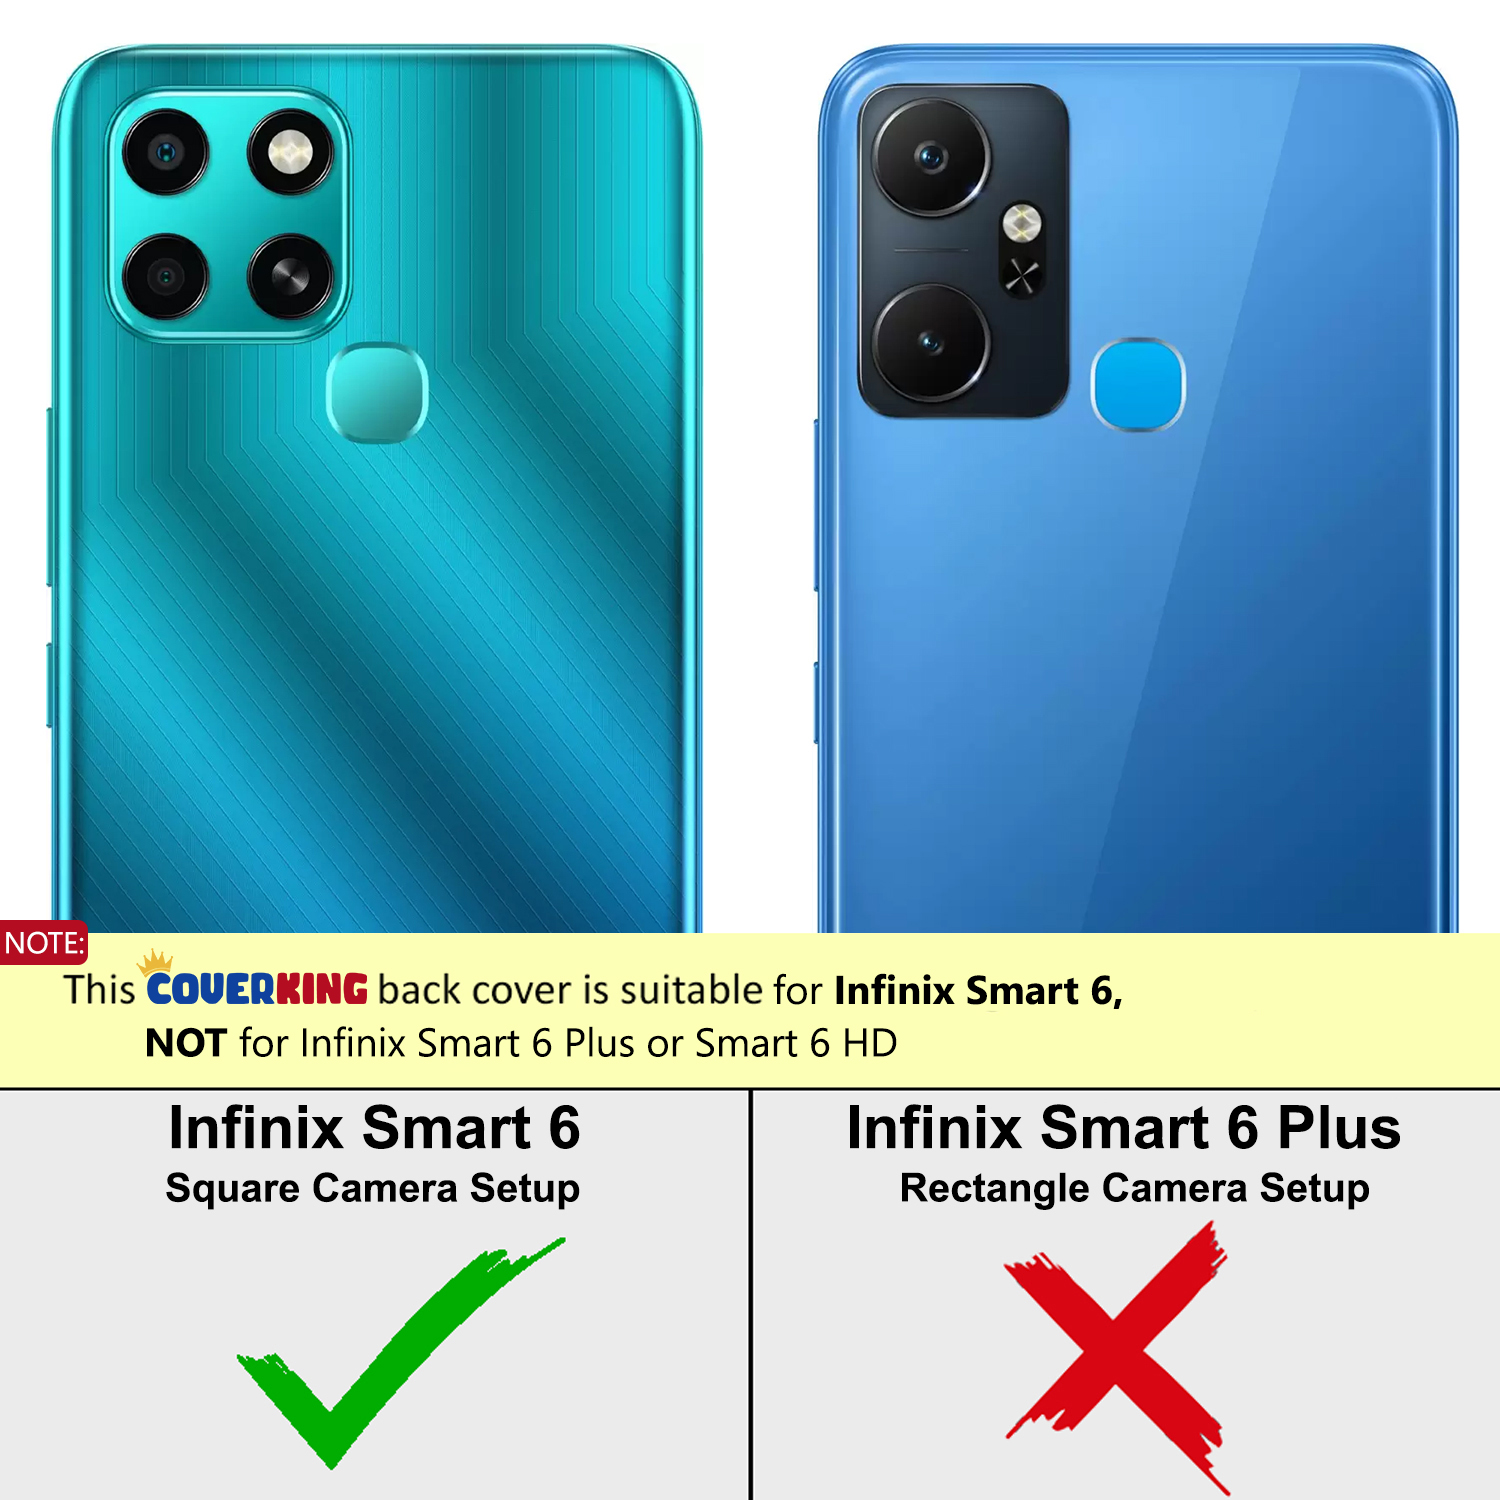 NOTE:
This COVERKING back cover is suitable for Infinix Smart 6,
NOT for Infinix Smart 6 Plus or Smart 6 HD
Infinix Smart 6
Square Camera Setup
Infinix Smart 6 Plus
Rectangle Camera Setup